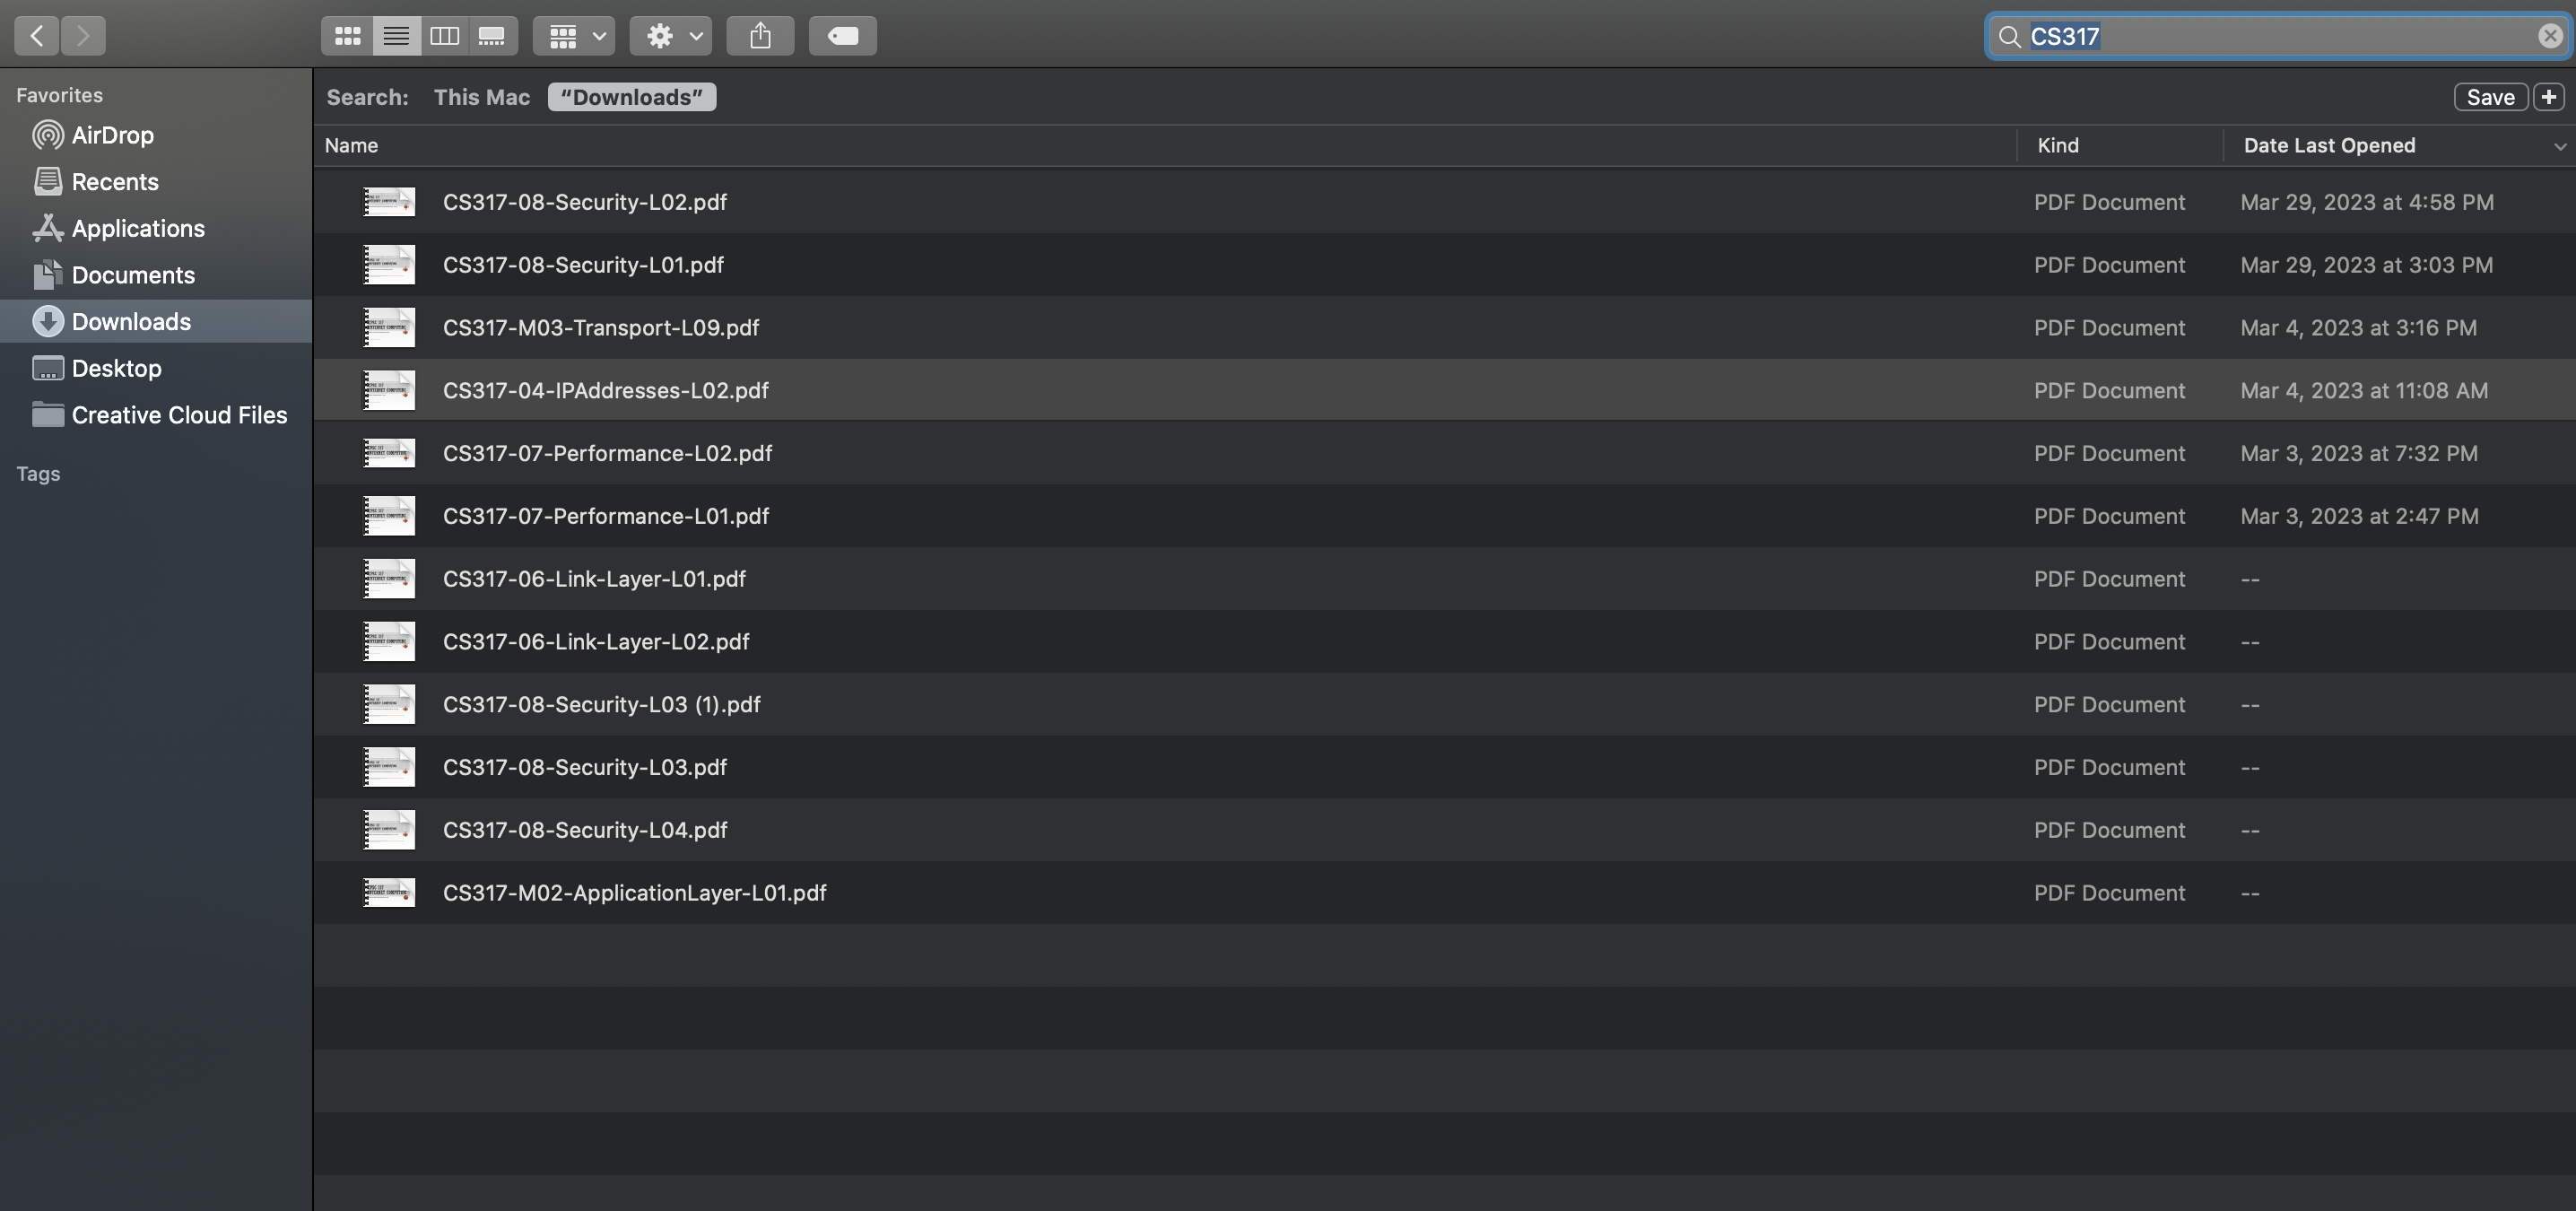 CS317
Favorites
AirDrop
Recents
Applications
Documents
Downloads
Desktop
Creative Cloud Files
Tags
Search: This Mac “Downloads” Save +
Name Kind Date Last Opened
CS317-08-Security-L02.pdf PDF Document Mar 29, 2023 at 4:58 PM
CS317-08-Security-L01.pdf PDF Document Mar 29, 2023 at 3:03 PM
CS317-M03-Transport-L09.pdf PDF Document Mar 4, 2023 at 3:16 PM
CS317-04-IPAddresses-L02.pdf PDF Document Mar 4, 2023 at 11:08 AM
CS317-07-Performance-L02.pdf PDF Document Mar 3, 2023 at 7:32 PM
CS317-07-Performance-L01.pdf PDF Document Mar 3, 2023 at 2:47 PM
CS317-06-Link-Layer-L01.pdf PDF Document --
CS317-06-Link-Layer-L02.pdf PDF Document --
CS317-08-Security-L03 (1).pdf PDF Document --
CS317-08-Security-L03.pdf PDF Document --
CS317-08-Security-L04.pdf PDF Document --
CS317-M02-ApplicationLayer-L01.pdf PDF Document --